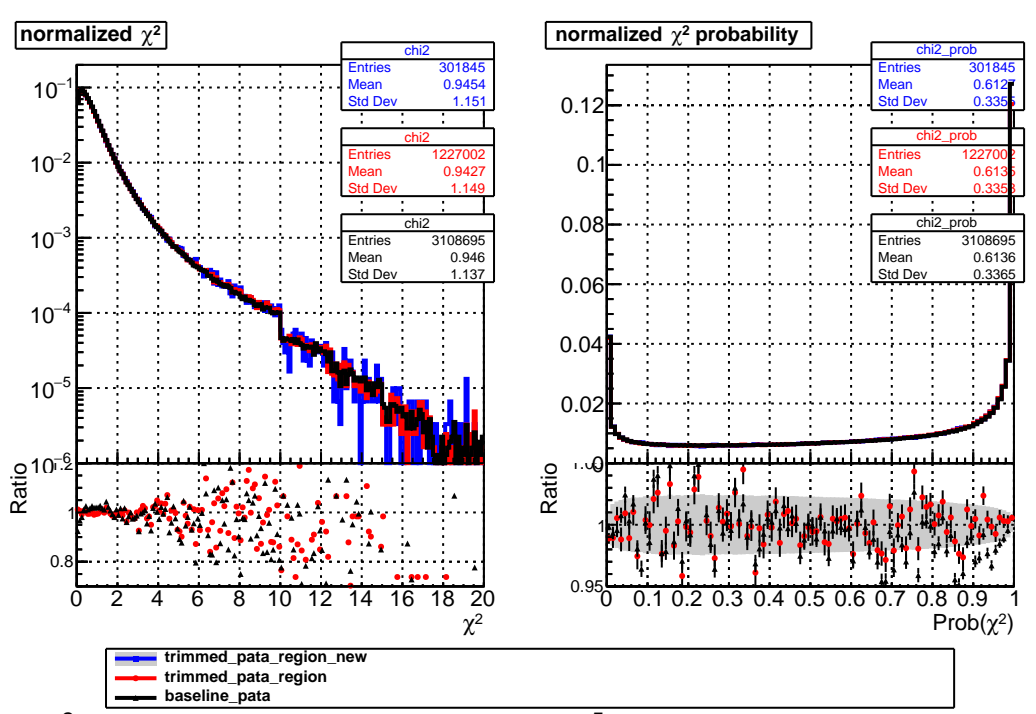 normalized χ²
chi2
Entries 301845
Mean 0.9454
Std Dev 1.151
chi2
Entries 1227002
Mean 0.9427
Std Dev 1.149
chi2
Entries 3108695
Mean 0.946
Std Dev 1.137
10⁻¹
10⁻²
10⁻³
10⁻⁴
10⁻⁵
10⁻⁶
1.2
1
0.8
Ratio
0 2 4 6 8 10 12 14 16 18 20
χ²
normalized χ² probability
chi2_prob
Entries 301845
Mean 0.6127
Std Dev 0.3355
chi2_prob
Entries 1227002
Mean 0.6135
Std Dev 0.3358
chi2_prob
Entries 3108695
Mean 0.6136
Std Dev 0.3365
0.12
0.1
0.08
0.06
0.04
0.02
0
1
0.95
Ratio
0 0.1 0.2 0.3 0.4 0.5 0.6 0.7 0.8 0.9 1
Prob(χ²)
trimmed_pata_region_new
trimmed_pata_region
baseline_pata